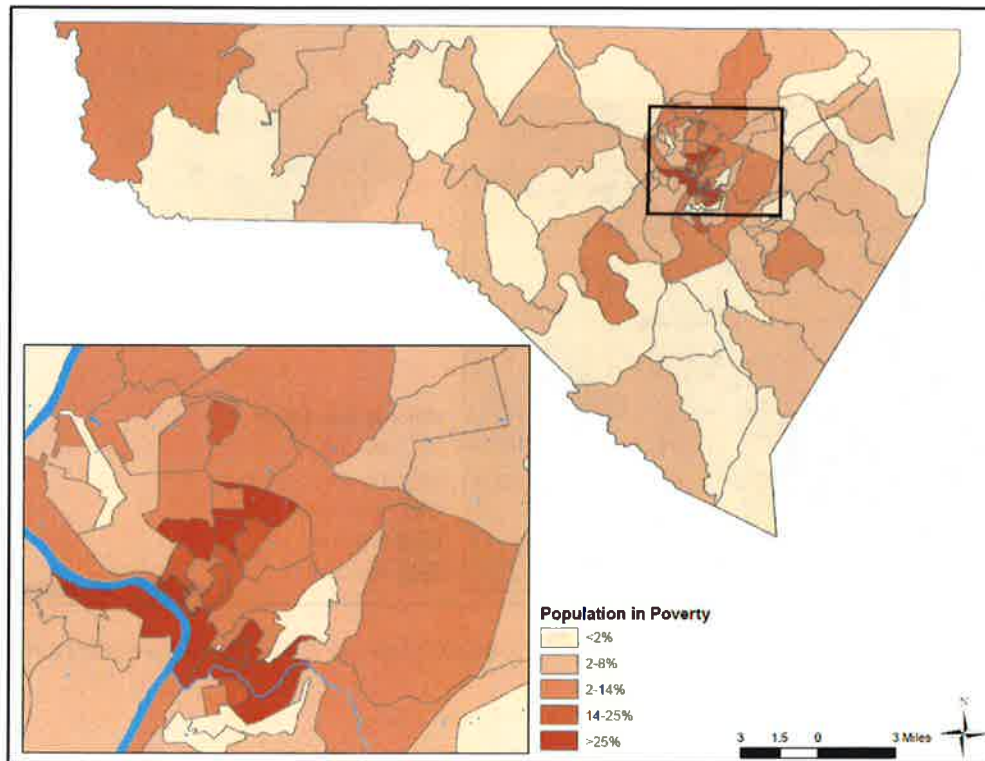 Population in Poverty
<2%
2-8%
2-14%
14-25%
>25%
N
3 1.5 0 3 Miles